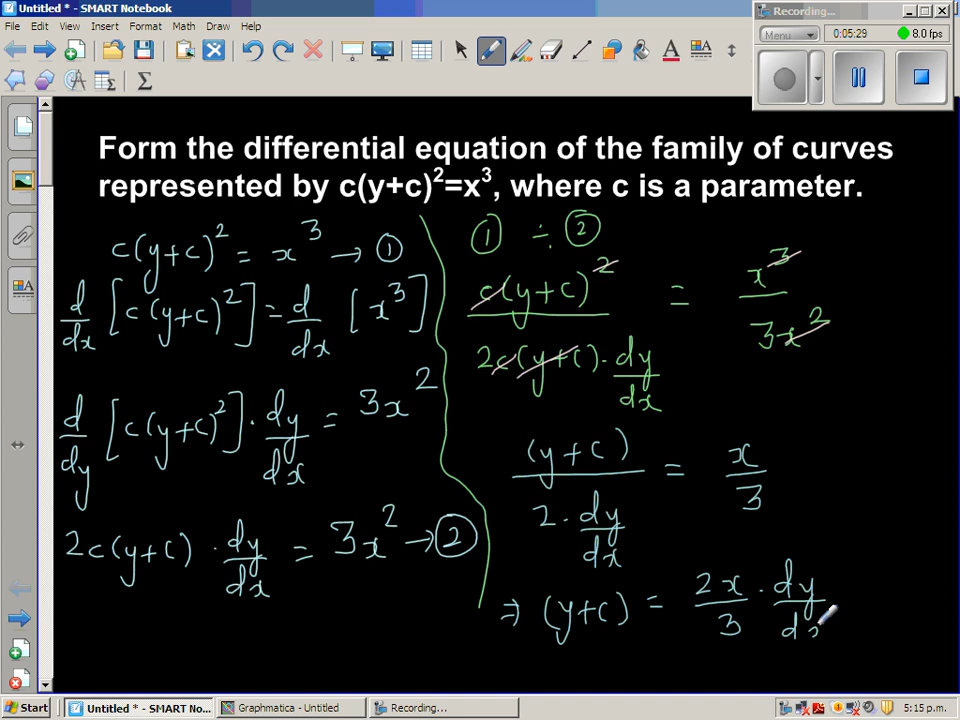 Untitled * - SMART Notebook
File Edit View Insert Format Math Draw Help
Recording...
Menu 0:05:29 8.0 fps
Form the differential equation of the family of curves
represented by c(y+c)²=x³, where c is a parameter.
c(y+c)² = x³ → ①
d/dx [c(y+c)²] = d/dx [x³]
d/dy [c(y+c)²] · dy/dx = 3x²
2c(y+c) · dy/dx = 3x² → ②
① ÷ ②
c(y+c)² / 2c(y+c) · dy/dx = x³ / 3x²
(y+c) / 2 · dy/dx = x/3
⇒ (y+c) = 2x/3 · dy/dx
Start Untitled * - SMART No... Graphmatica - Untitled Recording... 5:15 p.m.